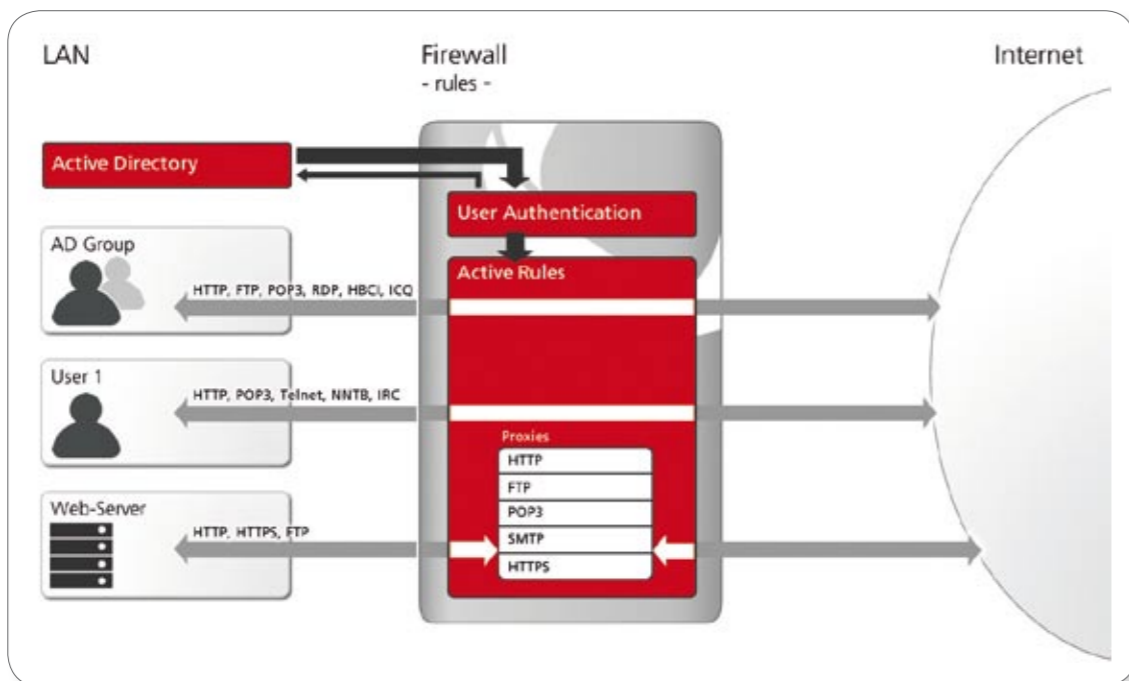 LAN
Firewall
- rules -
Internet
Active Directory
User Authentication
AD Group
Active Rules
HTTP, FTP, POP3, RDP, HBCI, ICQ
User 1
HTTP, POP3, Telnet, NNTB, IRC
Proxies
HTTP
FTP
POP3
SMTP
HTTPS
Web-Server
HTTP, HTTPS, FTP